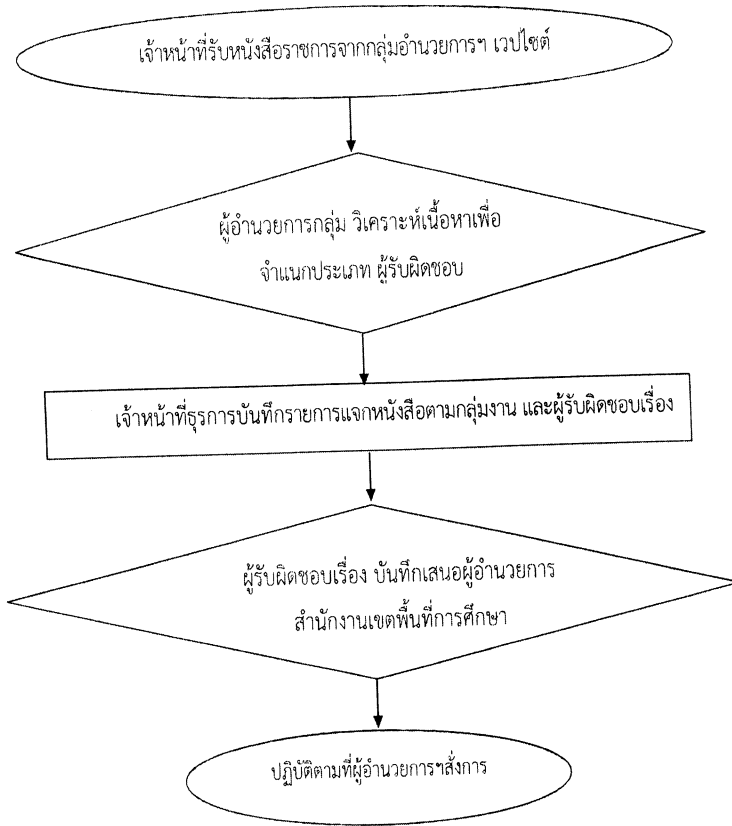 เจ้าหน้าที่รับหนังสือราชการจากกลุ่มอำนวยการฯ เวปไซต์
ผู้อำนวยการกลุ่ม วิเคราะห์เนื้อหาเพื่อ
จำแนกประเภท ผู้รับผิดชอบ
เจ้าหน้าที่ธุรการบันทึกรายการแจกหนังสือตามกลุ่มงาน และผู้รับผิดชอบเรื่อง
ผู้รับผิดชอบเรื่อง บันทึกเสนอผู้อำนวยการ
สำนักงานเขตพื้นที่การศึกษา
ปฏิบัติตามที่ผู้อำนวยการฯสั่งการ